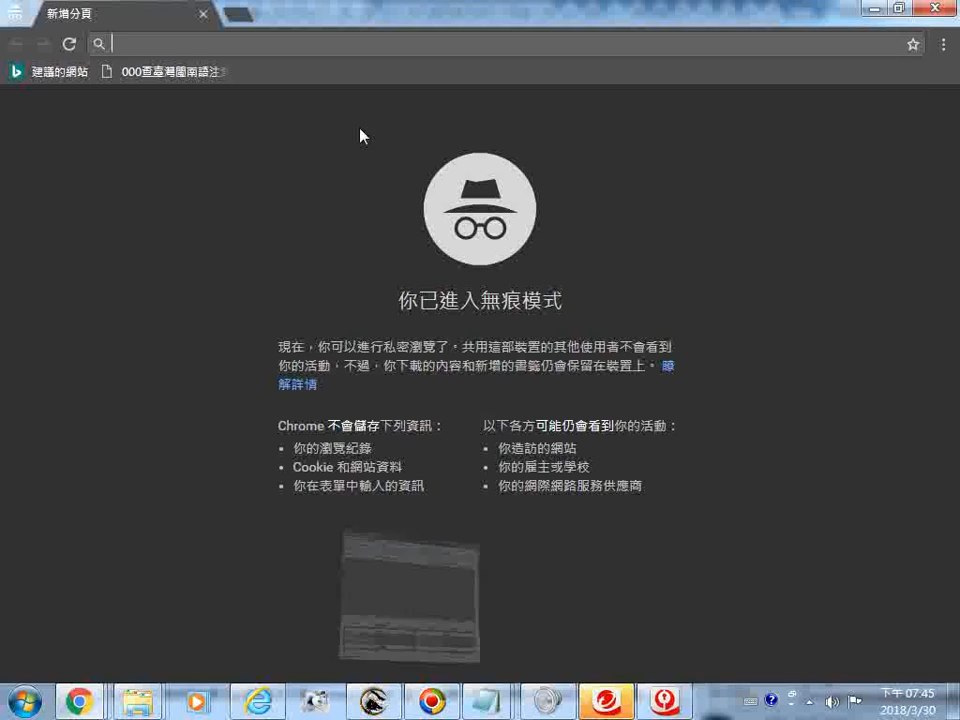 新增分頁
建議的網站 000查臺灣閩南語注
你已進入無痕模式
現在，你可以進行私密瀏覽了。共用這部裝置的其他使用者不會看到
你的活動，不過，你下載的內容和新增的書籤仍會保留在裝置上。瞭
解詳情
Chrome 不會儲存下列資訊：
你的瀏覽紀錄
Cookie 和網站資料
你在表單中輸入的資訊
以下各方可能仍會看到你的活動：
你造訪的網站
你的雇主或學校
你的網際網路服務供應商
下午 07:45
2018/3/30